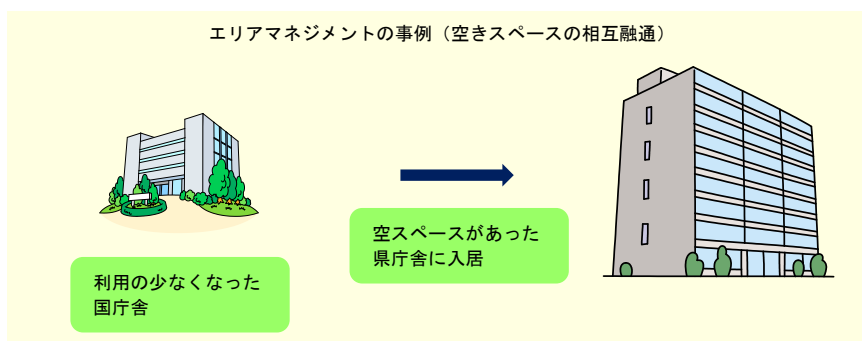 エリアマネジメントの事例（空きスペースの相互融通）
空スペースがあった
県庁舎に入居
利用の少なくなった
国庁舎